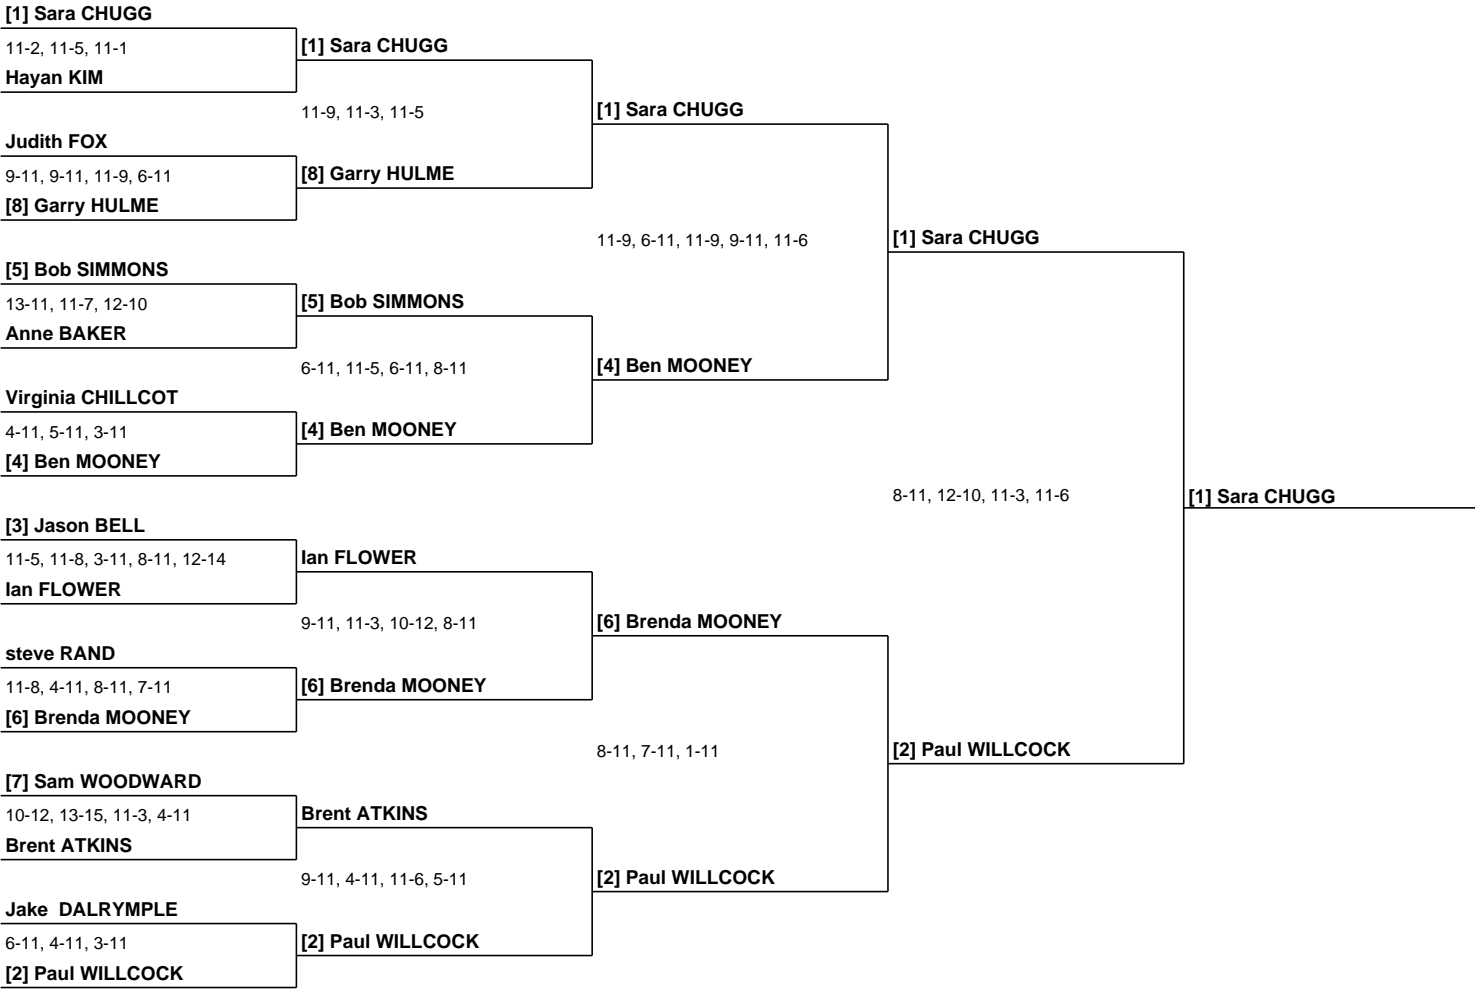 [1] Sara CHUGG
11-2, 11-5, 11-1
Hayan KIM
Judith FOX
9-11, 9-11, 11-9, 6-11
[8] Garry HULME
[5] Bob SIMMONS
13-11, 11-7, 12-10
Anne BAKER
Virginia CHILLCOT
4-11, 5-11, 3-11
[4] Ben MOONEY
[3] Jason BELL
11-5, 11-8, 3-11, 8-11, 12-14
Ian FLOWER
steve RAND
11-8, 4-11, 8-11, 7-11
[6] Brenda MOONEY
[7] Sam WOODWARD
10-12, 13-15, 11-3, 4-11
Brent ATKINS
Jake  DALRYMPLE
6-11, 4-11, 3-11
[2] Paul WILLCOCK
[1] Sara CHUGG
11-9, 11-3, 11-5
[8] Garry HULME
[5] Bob SIMMONS
6-11, 11-5, 6-11, 8-11
[4] Ben MOONEY
Ian FLOWER
9-11, 11-3, 10-12, 8-11
[6] Brenda MOONEY
Brent ATKINS
9-11, 4-11, 11-6, 5-11
[2] Paul WILLCOCK
[1] Sara CHUGG
11-9, 6-11, 11-9, 9-11, 11-6
[4] Ben MOONEY
[6] Brenda MOONEY
8-11, 7-11, 1-11
[2] Paul WILLCOCK
[1] Sara CHUGG
8-11, 12-10, 11-3, 11-6
[2] Paul WILLCOCK
[1] Sara CHUGG